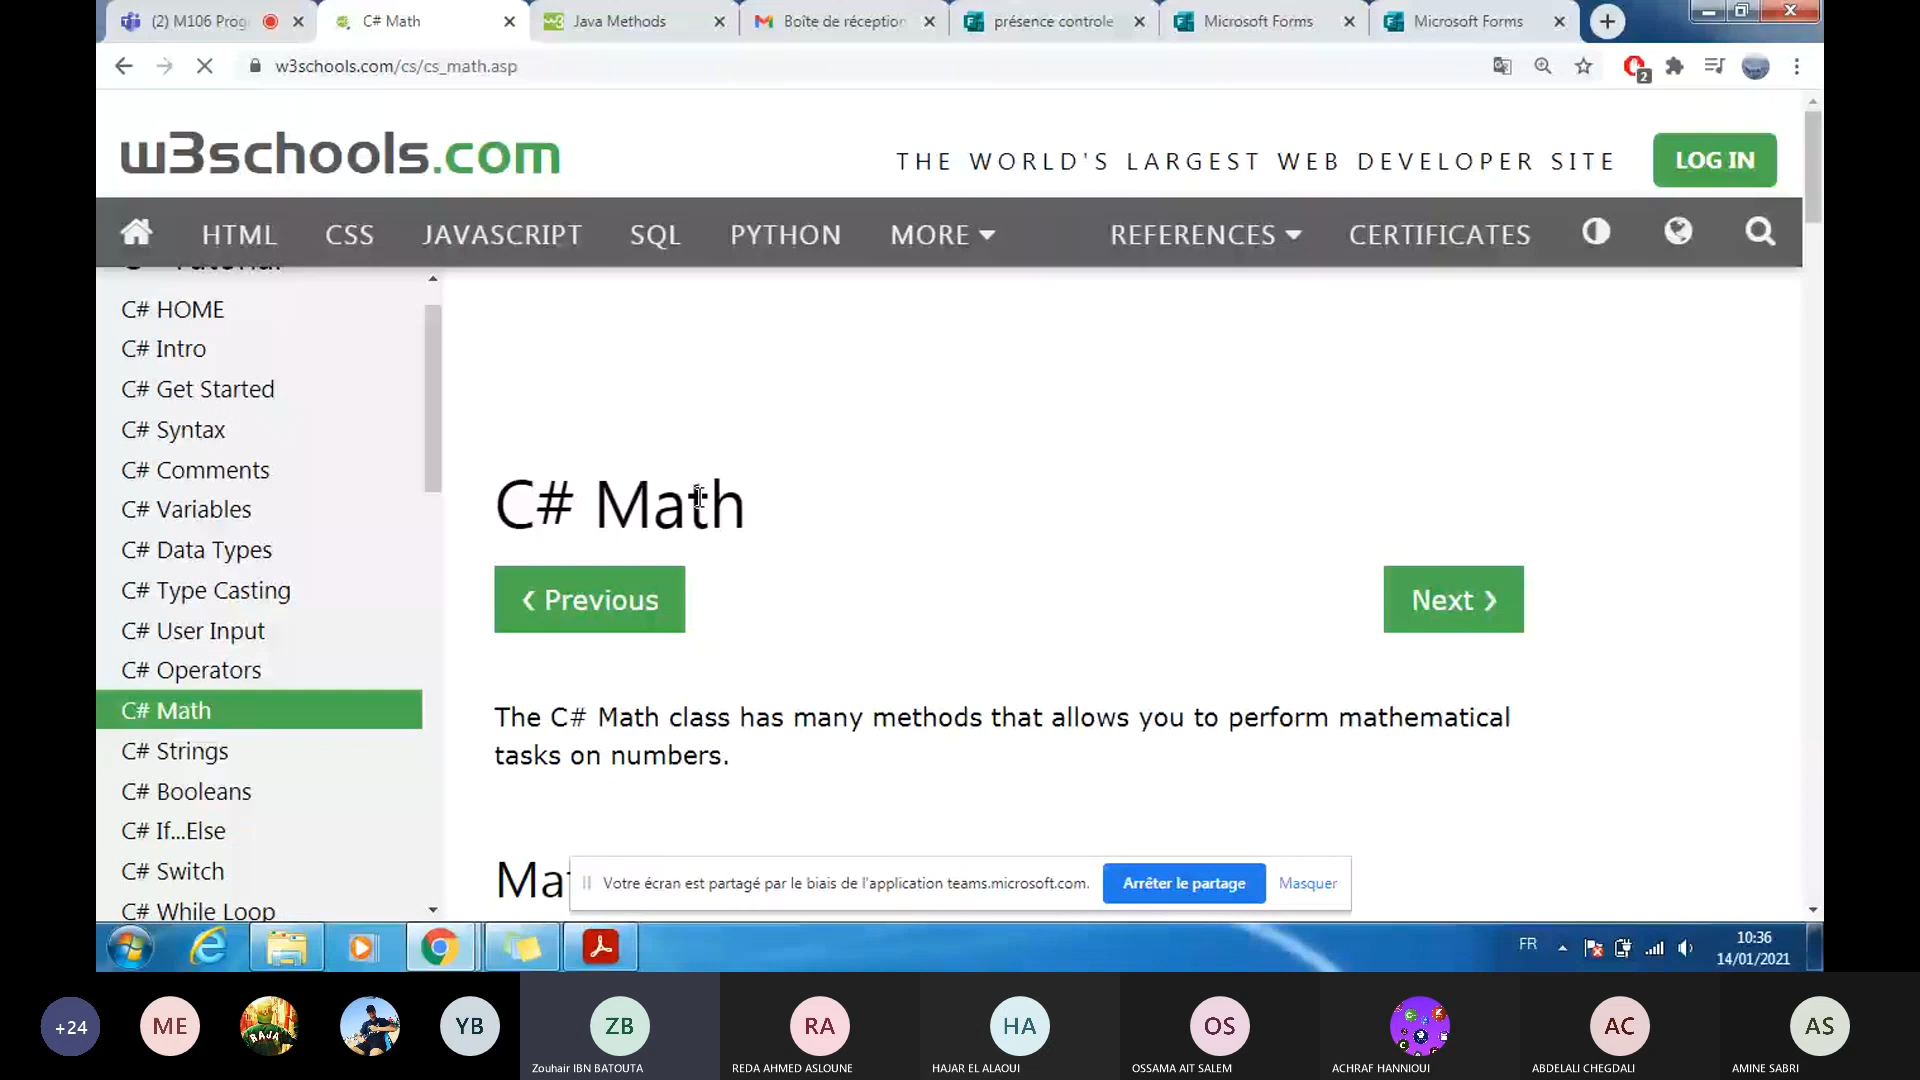 (2) M106 Prog
C# Math
Java Methods
Boîte de réception
présence controle
Microsoft Forms
Microsoft Forms
w3schools.com/cs/cs_math.asp
2
w3schools.com
THE WORLD'S LARGEST WEB DEVELOPER SITE
LOG IN
HTML
CSS
JAVASCRIPT
SQL
PYTHON
MORE
REFERENCES
CERTIFICATES
C# Tutorial
C# HOME
C# Intro
C# Get Started
C# Syntax
C# Comments
C# Variables
C# Data Types
C# Type Casting
C# User Input
C# Operators
C# Math
C# Strings
C# Booleans
C# If...Else
C# Switch
C# While Loop
C# Math
❮ Previous
Next ❯
The C# Math class has many methods that allows you to perform mathematical
tasks on numbers.
Mat
Votre écran est partagé par le biais de l'application teams.microsoft.com.
Arrêter le partage
Masquer
FR
10:36
14/01/2021
+24
ME
RAJA
YB
ZB
Zouhair IBN BATOUTA
RA
REDA AHMED ASLOUNE
HA
HAJAR EL ALAOUI
OS
OSSAMA AIT SALEM
ACHRAF HANNIOUI
AC
ABDELALI CHEGDALI
AS
AMINE SABRI